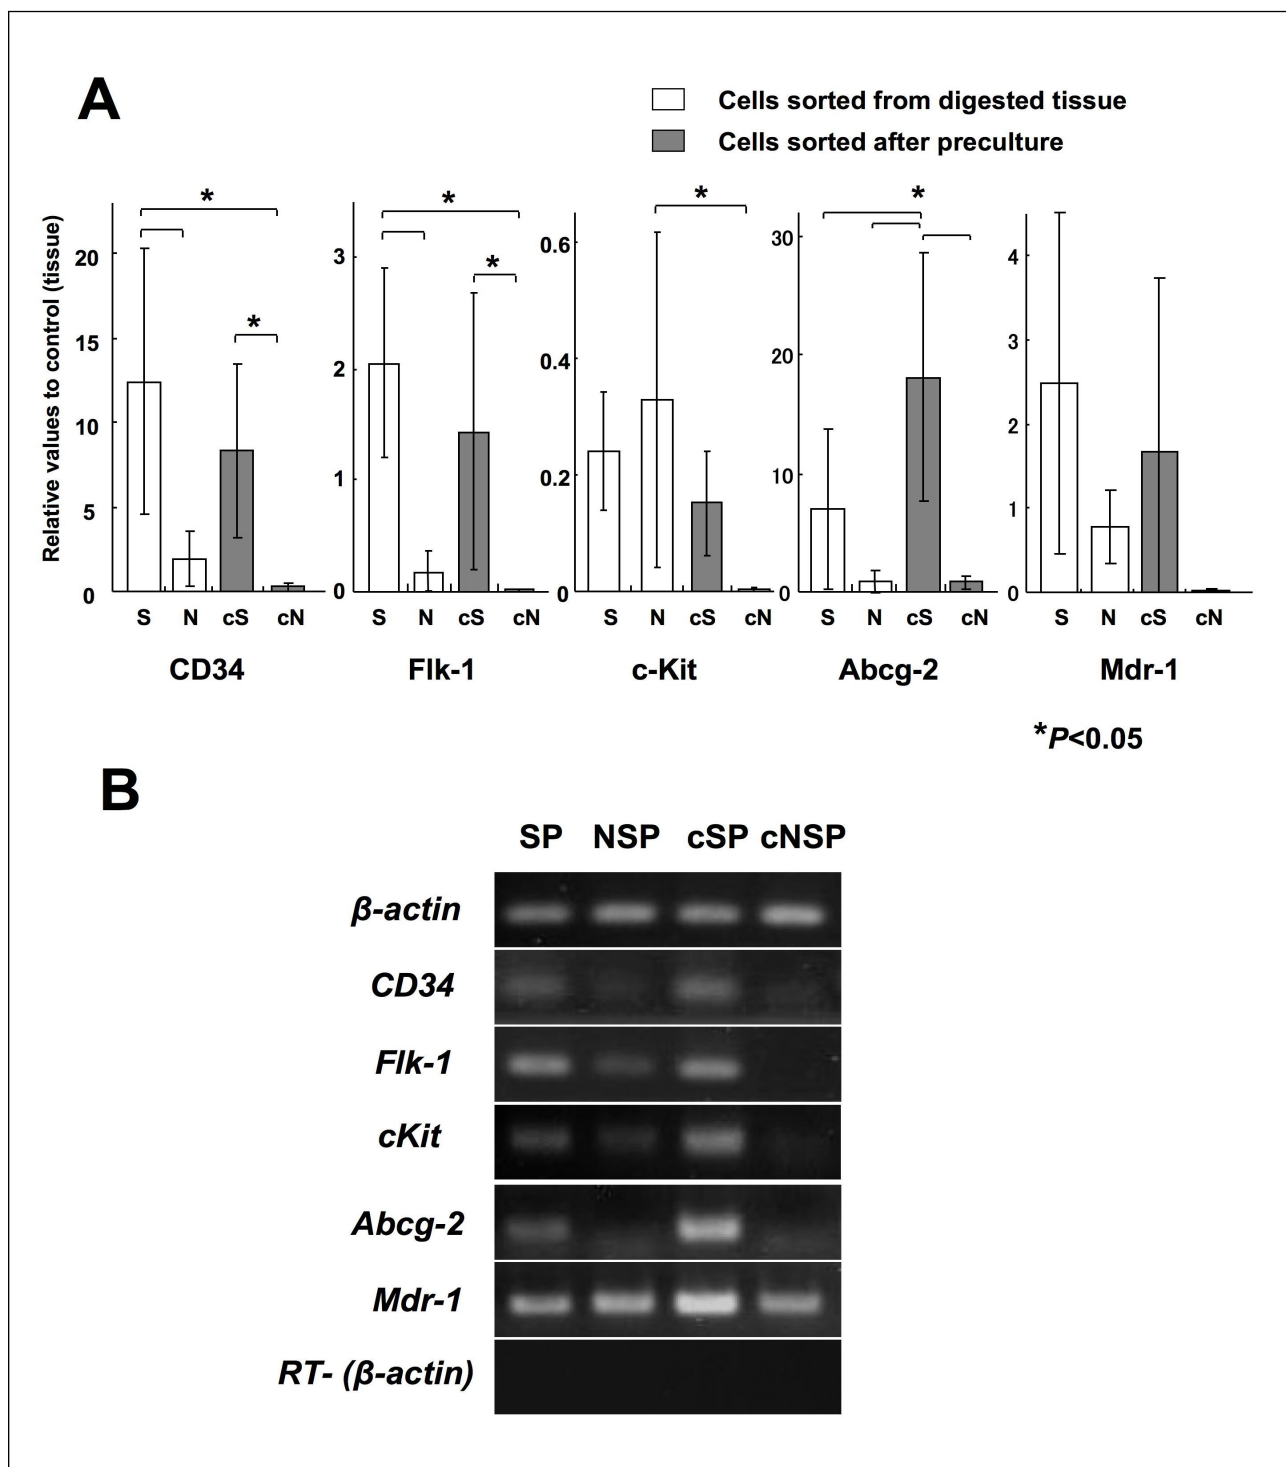 A
Cells sorted from digested tissue
Cells sorted after preculture
Relative values to control (tissue)
* * * * * *
20
15
10
5
0
3
2
1
0
0.6
0.4
0.2
0
30
20
10
0
4
3
2
1
0
S N cS cN S N cS cN S N cS cN S N cS cN S N cS cN
CD34 Flk-1 c-Kit Abcg-2 Mdr-1
*P<0.05
B
SP NSP cSP cNSP
β-actin
CD34
Flk-1
cKit
Abcg-2
Mdr-1
RT- (β-actin)